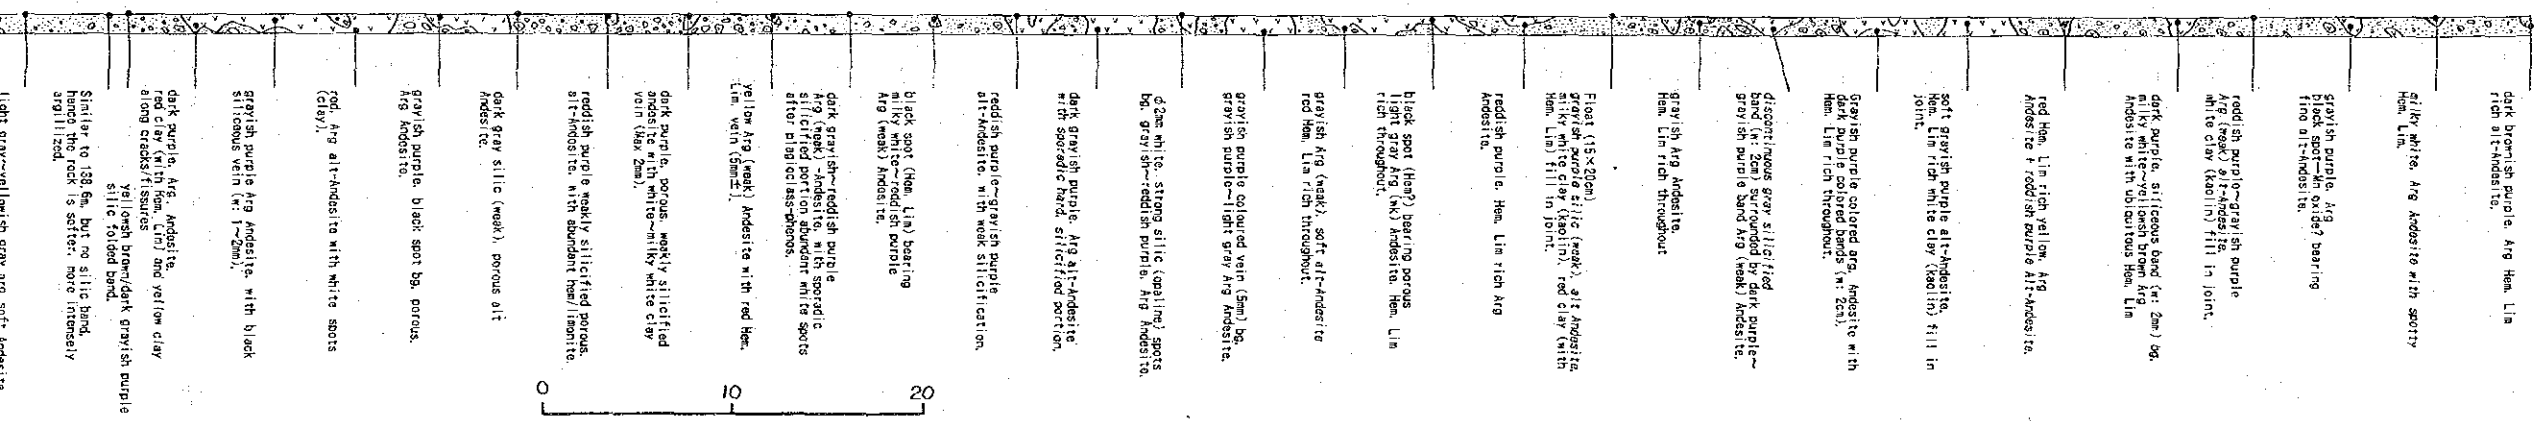 light gray~yellowish gray arg soft Andesite
Similar to 138.6m, but no silic band,
hence the rock is softer, more intensely
argillized.
yellowsh brown/dark grayish purple
silic folded band.
dark purple, Arg. Andesite.
red clay (with Hem, Lim) and yellow clay
along cracks/fissures
grayish purple Arg Andesite, with black
siliceous vein (w: 1~2mm).
red, Arg alt-Andesite with white spots
(clay).
grayish purple, black spot bg, porous.
Arg Andesite.
dark gray silic (weak), porous alt
Andesite.
reddish purple weakly silicified porous.
alt-Andesite, with abundant hem/limonite.
dark purple, porous, weakly silicified
andesite with white~milky white clay
vein (Max 2mm).
yellow Arg (weak) Andesite with red Hem,
Lim, vein (5mm±).
dark grayish~reddish purple
Arg (weak) -Andesite, with sporadic
silicified portion abundant white spots
after plagioclass-phenos.
black spot (Hem, Lim) bearing
milky white~reddish purple
Arg (weak) Andesite.
reddish purple~grayish purple
alt-Andesite, with weak silicification.
dark grayish purple, Arg alt-Andesite
with sporadic hard, silicified portion.
φ2mm white, strong silic (opaline) spots
bg, grayish~reddish purple, Arg Andesite.
grayish purple coloured vein (5mm) bg,
grayish purple~light gray Arg Andesite.
grayish Arg (weak), soft alt-Andesite
red Hem, Lim rich throughout.
black spot (Hem?) bearing porous
light gray Arg (wk) Andesite, Hem, Lim
rich throughout.
reddish purple, Hem, Lim rich Arg
Andesite.
Float (15×20cm)
grayish purple silic (weak), alt Andesite,
milky white clay (kaolin), red clay (with
Hem, Lim) fill in joint.
grayish Arg Andesite.
Hem, Lim rich throughout
discontinuous gray silicified
band (w: 2cm) surrounded by dark purple~
grayish purple band Arg (weak) Andesite.
Grayish purple colored arg, Andesite with
dark purple colored bands (w: 2cm).
Hem, Lim rich throughout.
soft grayish purple alt-Andesite.
Hem, Lim rich white clay (kaolin) fill in
joint.
red Hem, Lim rich yellow, Arg
Andesite + reddish purple Alt-Andesite.
dark purple, siliceous band (w: 2mm) bg,
milky white~yellowsh brown Arg
Andesite with ubiquitous Hem, Lim
reddish purple~grayish purple
Arg (weak) alt-Andesite.
white clay (kaolin) fill in joint.
grayish purple, Arg
black spot—Mn oxide? bearing
fine alt-Andesite.
milky white, Arg Andesite with spotty
Hem, Lim.
dark brownish purple, Arg Hem, Lim
rich alt-Andesite.
0 10 20